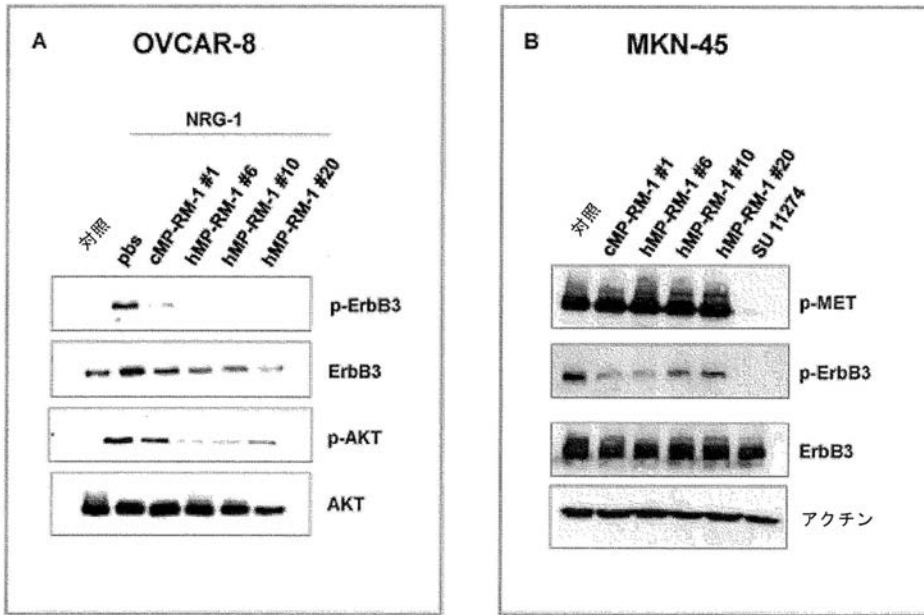 A
OVCAR-8
NRG-1
対照
pbs
cMP-RM-1 #1
hMP-RM-1 #6
hMP-RM-1 #10
hMP-RM-1 #20
p-ErbB3
ErbB3
p-AKT
AKT
B
MKN-45
対照
cMP-RM-1 #1
hMP-RM-1 #6
hMP-RM-1 #10
hMP-RM-1 #20
SU 11274
p-MET
p-ErbB3
ErbB3
アクチン